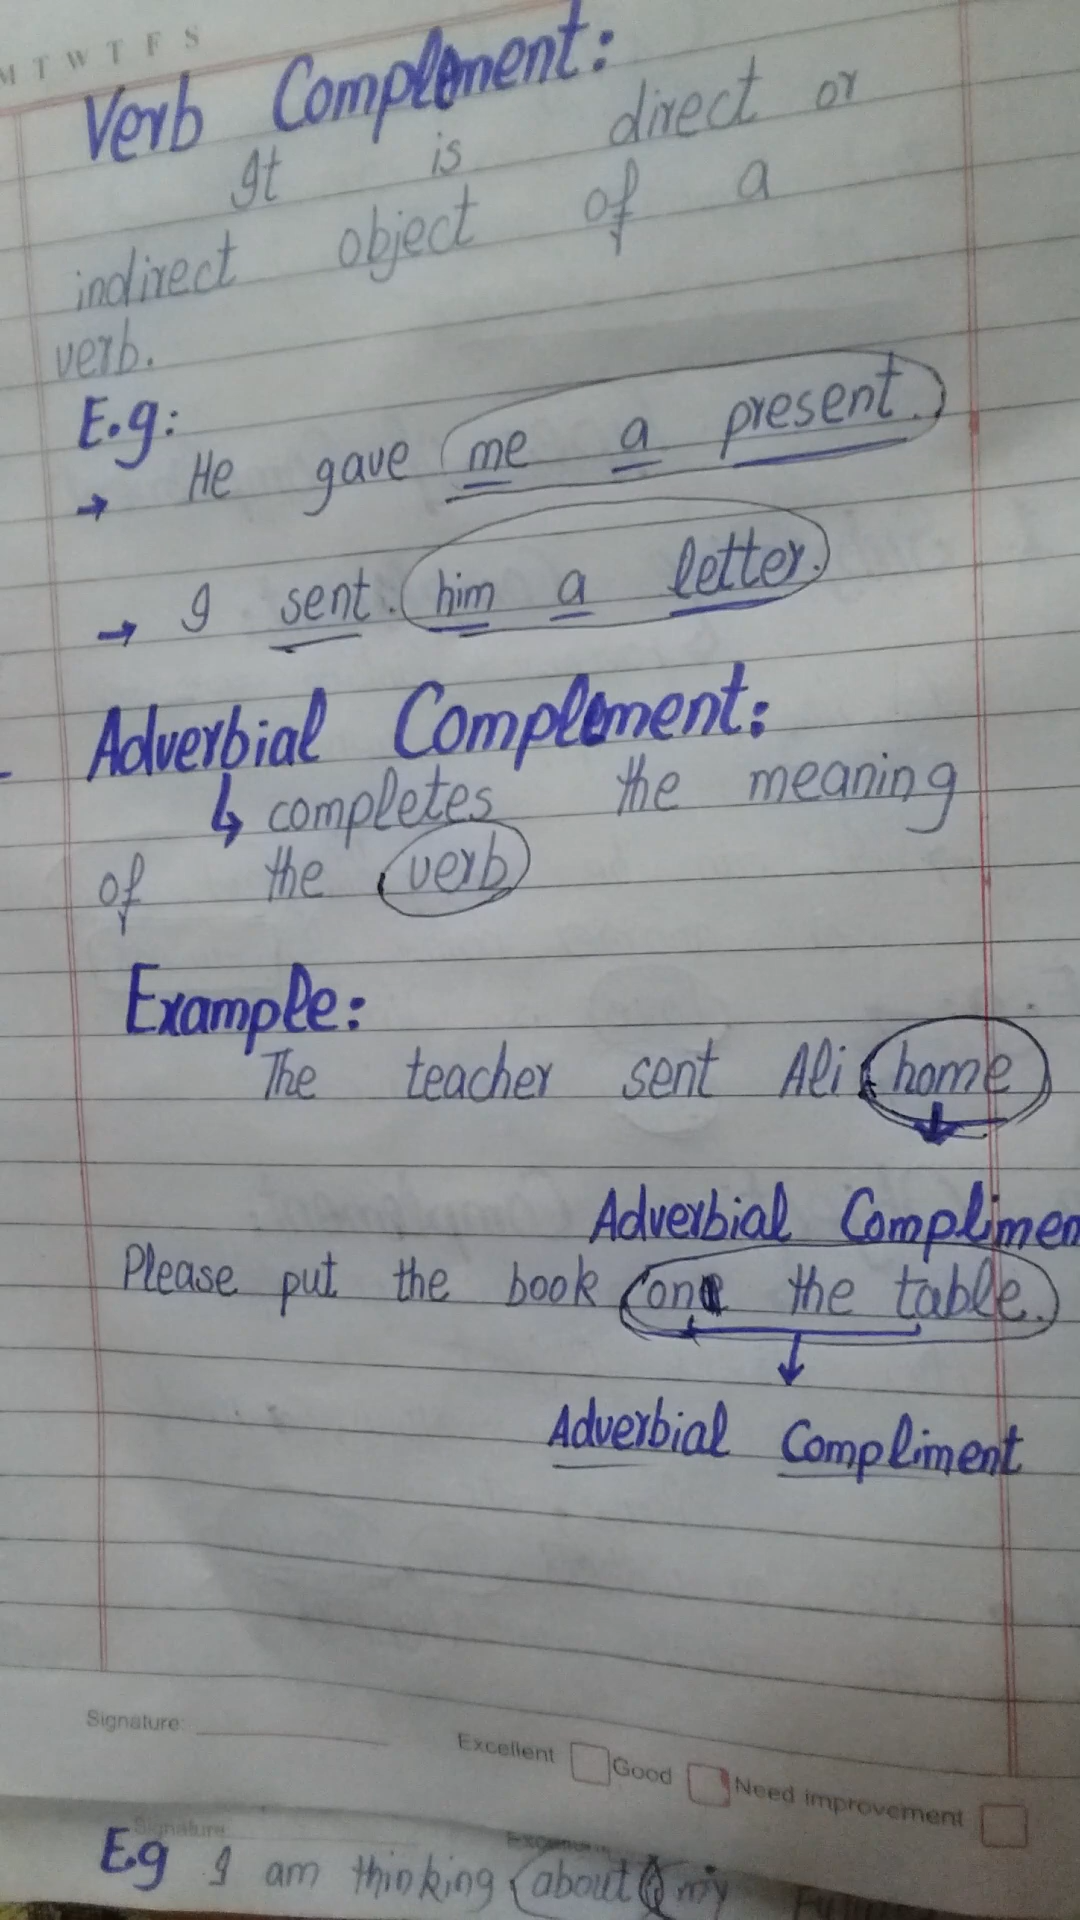 M T W T F S
Verb Complement:
It is direct or
indirect object of a
verb.
E.g:
→ He gave me a present.
→ I sent him a letter.
Adverbial Complement:
↳ completes the meaning
of the verb
Example:
The teacher sent Ali home
Adverbial Complimen
Please put the book on the table.
Adverbial Compliment
Signature:
Excellent Good Need improvement
Signature
Eg I am thinking about my